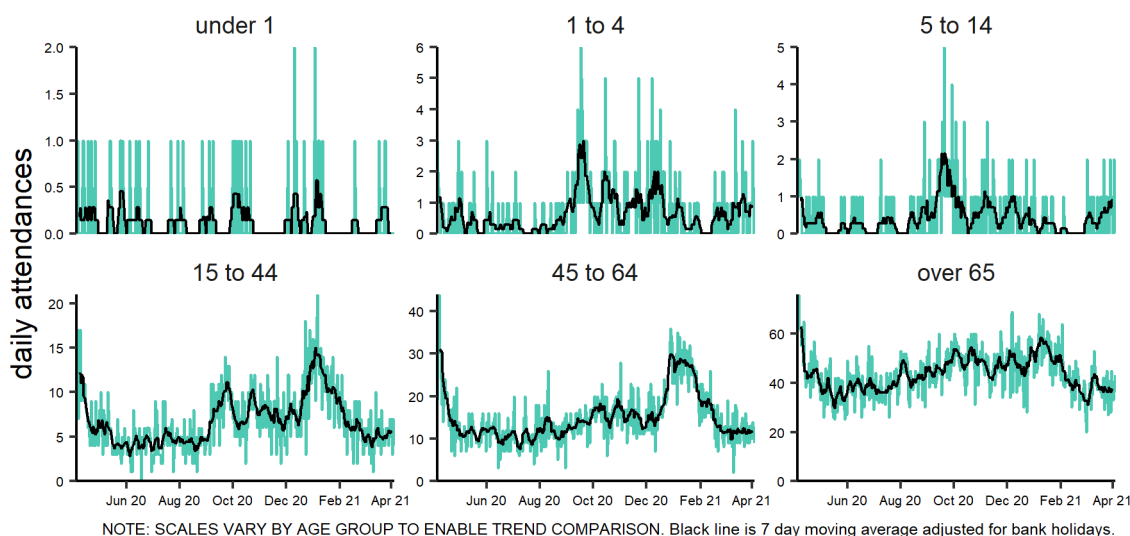 under 1
1 to 4
5 to 14
2.0
1.5
1.0
0.5
0.0
6
5
4
3
2
1
0
5
4
3
2
1
0
daily attendances
15 to 44
45 to 64
over 65
20
15
10
5
0
40
30
20
10
0
60
40
20
0
Jun 20 Aug 20 Oct 20 Dec 20 Feb 21 Apr 21
Jun 20 Aug 20 Oct 20 Dec 20 Feb 21 Apr 21
Jun 20 Aug 20 Oct 20 Dec 20 Feb 21 Apr 21
NOTE: SCALES VARY BY AGE GROUP TO ENABLE TREND COMPARISON. Black line is 7 day moving average adjusted for bank holidays.